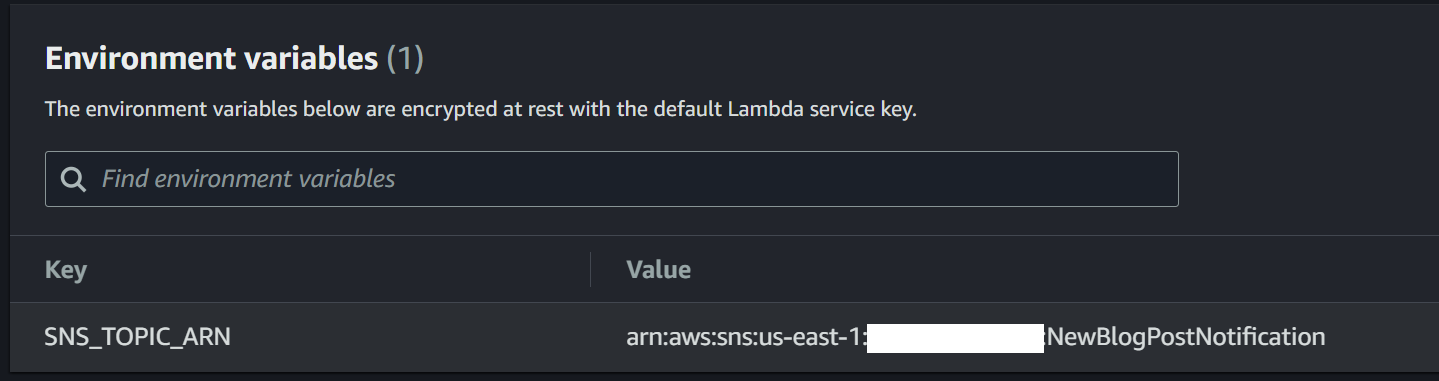 Environment variables (1)
The environment variables below are encrypted at rest with the default Lambda service key.
Find environment variables
Key Value
SNS_TOPIC_ARN arn:aws:sns:us-east-1: :NewBlogPostNotification